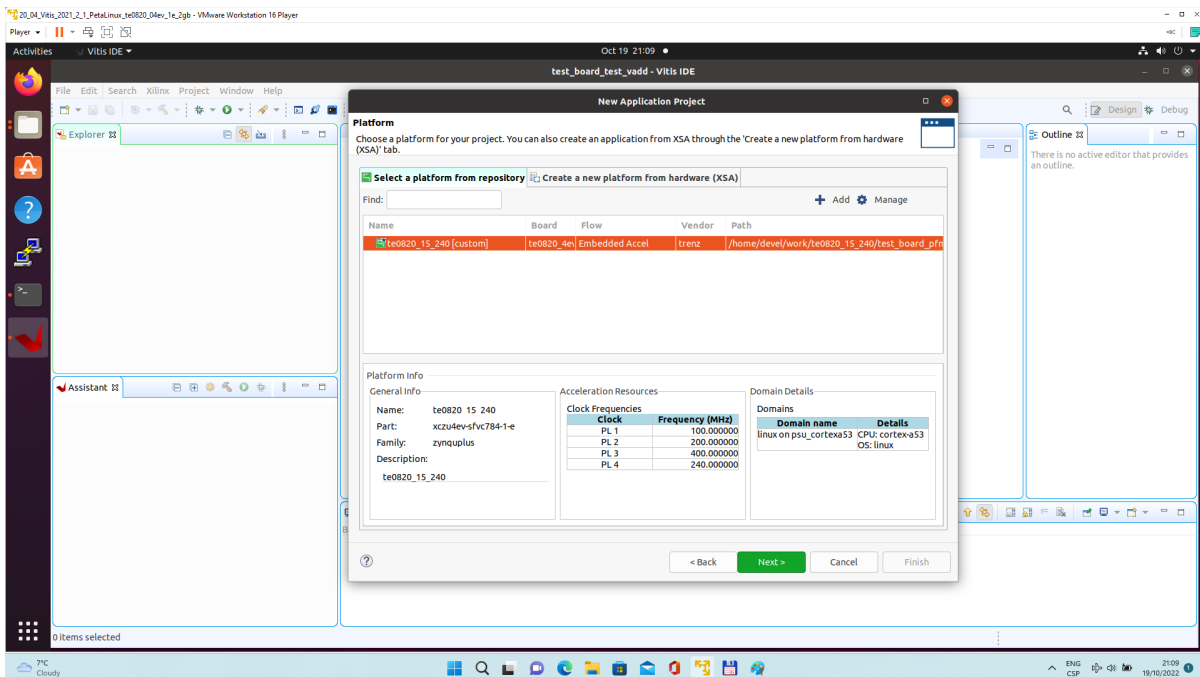 20_04_Vitis_2021_2_1_PetaLinux_te0820_04ev_1e_2gb - VMware Workstation 16 Player
Player
Activities Vitis IDE Oct 19 21:09
test_board_test_vadd - Vitis IDE
File Edit Search Xilinx Project Window Help
Design Debug
Explorer
Outline
There is no active editor that provides
an outline.
New Application Project
Platform
Choose a platform for your project. You can also create an application from XSA through the 'Create a new platform from hardware
(XSA)' tab.
Select a platform from repository Create a new platform from hardware (XSA)
Find: Add Manage
Name Board Flow Vendor Path
te0820_15_240 [custom] te0820_4ev Embedded Accel trenz /home/devel/work/te0820_15_240/test_board_pfm
Platform Info
General Info
Name: te0820_15_240
Part: xczu4ev-sfvc784-1-e
Family: zynquplus
Description:
te0820_15_240
Acceleration Resources
Clock Frequencies
Clock Frequency (MHz)
PL 1 100.000000
PL 2 200.000000
PL 3 400.000000
PL 4 240.000000
Domain Details
Domains
Domain name Details
linux on psu_cortexa53 CPU: cortex-a53
OS: linux
< Back Next > Cancel Finish
Assistant
0 items selected
7°C
Cloudy
ENG
CSP
21:09
19/10/2022
1